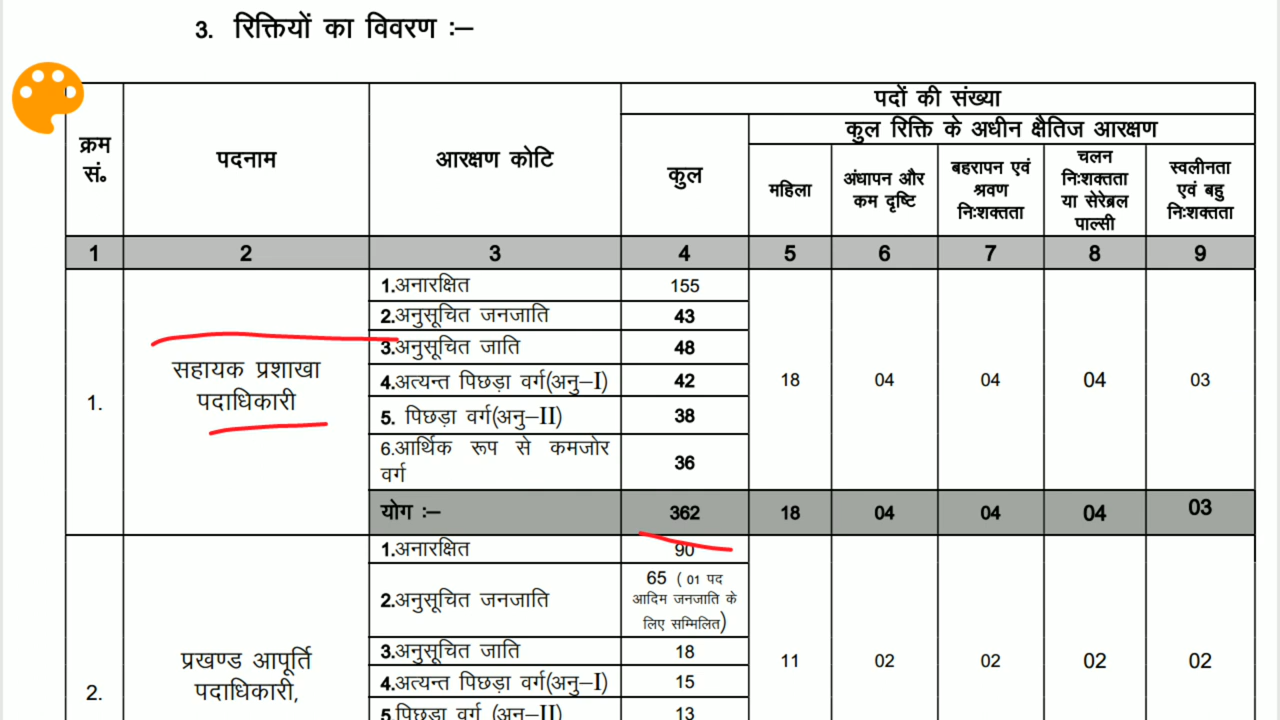 3. रिक्तियों का विवरण :–
क्रम सं॰
पदनाम
आरक्षण कोटि
पदों की संख्या
कुल
कुल रिक्ति के अधीन क्षैतिज आरक्षण
महिला
अंधापन और कम दृष्टि
बहरापन एवं श्रवण निःशक्तता
चलन निःशक्तता या सेरेब्रल पाल्सी
स्वलीनता एवं बहु निःशक्तता
1 2 3 4 5 6 7 8 9
1.
सहायक प्रशाखा
पदाधिकारी
1.अनारक्षित 155
2.अनुसूचित जनजाति 43
3.अनुसूचित जाति 48
4.अत्यन्त पिछड़ा वर्ग(अनु–I) 42
5. पिछड़ा वर्ग(अनु–II) 38
6.आर्थिक रूप से कमजोर
वर्ग 36
18 04 04 04 03
योग :– 362 18 04 04 04 03
2.
प्रखण्ड आपूर्ति
पदाधिकारी,
1.अनारक्षित 90
2.अनुसूचित जनजाति 65 ( 01 पद
आदिम जनजाति के
लिए सम्मिलित)
3.अनुसूचित जाति 18
4.अत्यन्त पिछड़ा वर्ग(अनु–I) 15
5.पिछड़ा वर्ग (अनु–II) 13
11 02 02 02 02